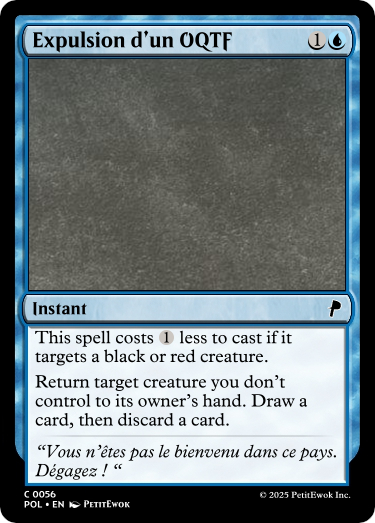 Expulsion d'un OQTF 1
Instant
This spell costs 1 less to cast if it
targets a black or red creature.
Return target creature you don't
control to its owner's hand. Draw a
card, then discard a card.
"Vous n'êtes pas le bienvenu dans ce pays.
Dégagez ! "
C 0056
POL • EN PetitEwok
© 2025 PetitEwok Inc.